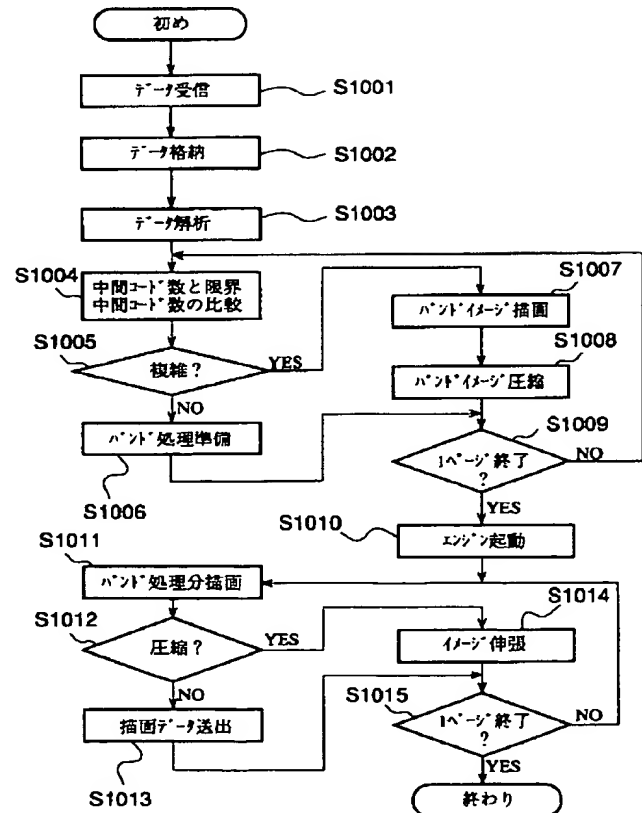 初め
データ受信
S1001
データ格納
S1002
データ解析
S1003
S1004
中間コード数と限界
中間コード数の比較
S1005
複雑?
YES
NO
バンド処理準備
S1006
S1007
バンドイメージ描画
S1008
バンドイメージ圧縮
S1009
1ページ終了
?
NO
YES
S1010
エンジン起動
S1011
バンド処理分描画
S1012
圧縮?
YES
NO
描画データ送出
S1013
S1014
イメージ伸張
S1015
1ページ終了
?
NO
YES
終わり